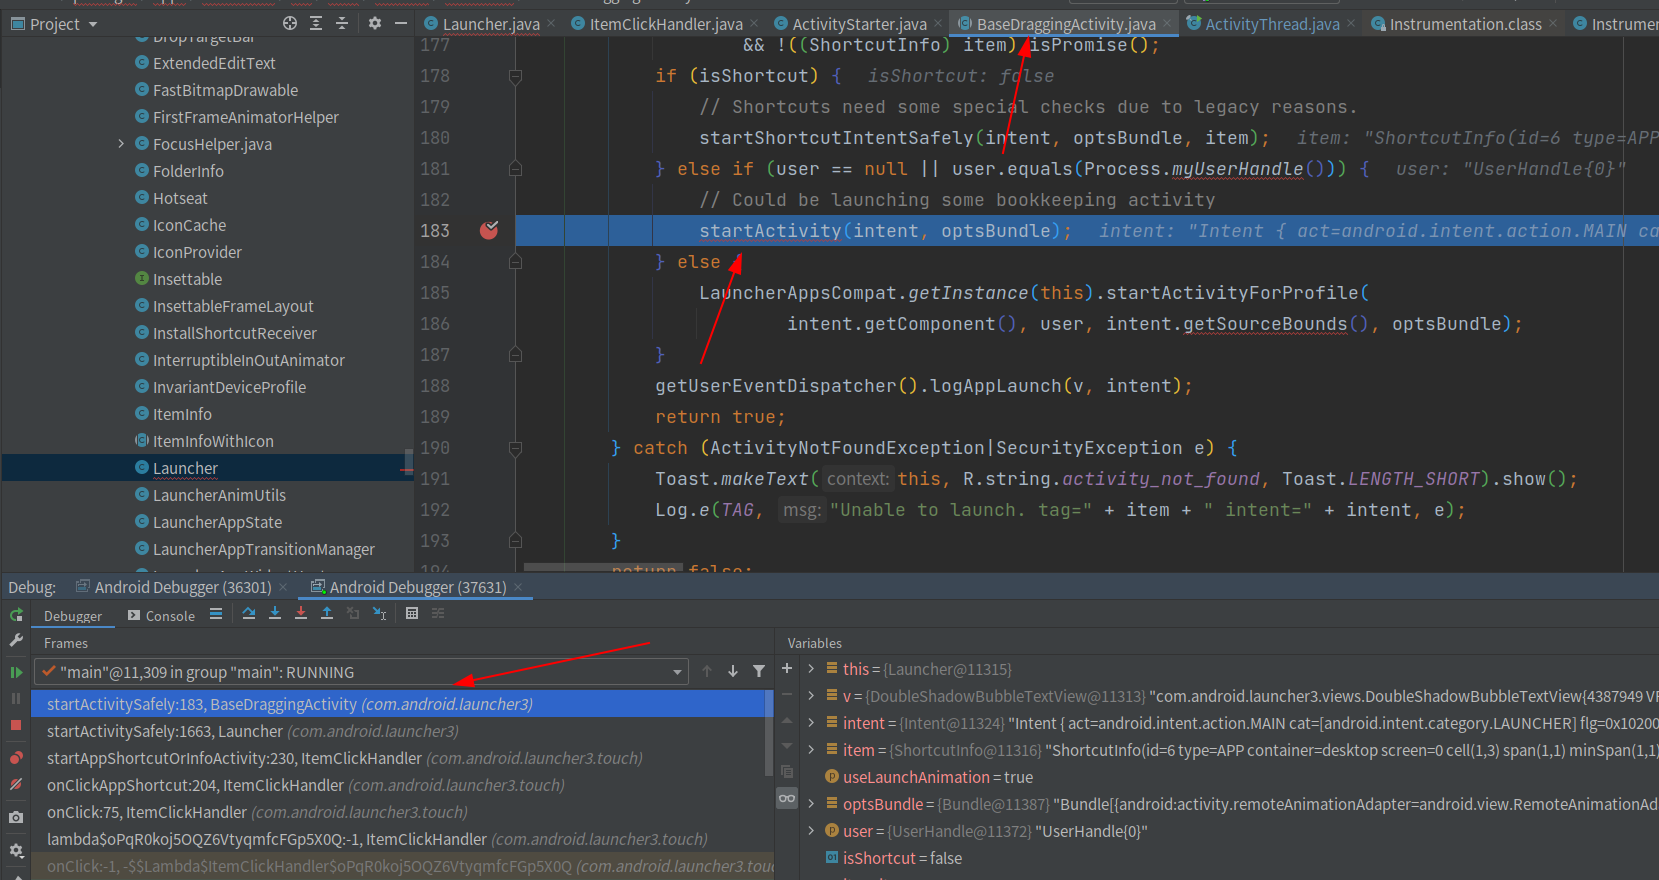 Project
Launcher.java
ItemClickHandler.java
ActivityStarter.java
BaseDraggingActivity.java
ActivityThread.java
Instrumentation.class
Instrumen
DropTargetBar
ExtendedEditText
FastBitmapDrawable
FirstFrameAnimatorHelper
FocusHelper.java
FolderInfo
Hotseat
IconCache
IconProvider
Insettable
InsettableFrameLayout
InstallShortcutReceiver
InterruptibleInOutAnimator
InvariantDeviceProfile
ItemInfo
ItemInfoWithIcon
Launcher
LauncherAnimUtils
LauncherAppState
LauncherAppTransitionManager
177 && !((ShortcutInfo) item).isPromise();
178 if (isShortcut) { isShortcut: false
179 // Shortcuts need some special checks due to legacy reasons.
180 startShortcutIntentSafely(intent, optsBundle, item); item: "ShortcutInfo(id=6 type=APP
181 } else if (user == null || user.equals(Process.myUserHandle())) { user: "UserHandle{0}"
182 // Could be launching some bookkeeping activity
183 startActivity(intent, optsBundle); intent: "Intent { act=android.intent.action.MAIN ca
184 } else {
185 LauncherAppsCompat.getInstance(this).startActivityForProfile(
186 intent.getComponent(), user, intent.getSourceBounds(), optsBundle);
187 }
188 getUserEventDispatcher().logAppLaunch(v, intent);
189 return true;
190 } catch (ActivityNotFoundException|SecurityException e) {
191 Toast.makeText( context: this, R.string.activity_not_found, Toast.LENGTH_SHORT).show();
192 Log.e(TAG, msg: "Unable to launch. tag=" + item + " intent=" + intent, e);
193 }
194 return false;
Debug: Android Debugger (36301) Android Debugger (37631)
Debugger Console
Frames
"main"@11,309 in group "main": RUNNING
startActivitySafely:183, BaseDraggingActivity (com.android.launcher3)
startActivitySafely:1663, Launcher (com.android.launcher3)
startAppShortcutOrInfoActivity:230, ItemClickHandler (com.android.launcher3.touch)
onClickAppShortcut:204, ItemClickHandler (com.android.launcher3.touch)
onClick:75, ItemClickHandler (com.android.launcher3.touch)
lambda$oPqR0koj5OQZ6VtyqmfcFGp5X0Q:-1, ItemClickHandler (com.android.launcher3.touch)
onClick:-1, -$$Lambda$ItemClickHandler$oPqR0koj5OQZ6VtyqmfcFGp5X0Q (com.android.launcher3.touc
Variables
this = {Launcher@11315}
v = {DoubleShadowBubbleTextView@11313} "com.android.launcher3.views.DoubleShadowBubbleTextView{4387949 VF
intent = {Intent@11324} "Intent { act=android.intent.action.MAIN cat=[android.intent.category.LAUNCHER] flg=0x10200
item = {ShortcutInfo@11316} "ShortcutInfo(id=6 type=APP container=desktop screen=0 cell(1,3) span(1,1) minSpan(1,1)
useLaunchAnimation = true
optsBundle = {Bundle@11387} "Bundle[{android:activity.remoteAnimationAdapter=android.view.RemoteAnimationAd
user = {UserHandle@11372} "UserHandle{0}"
isShortcut = false